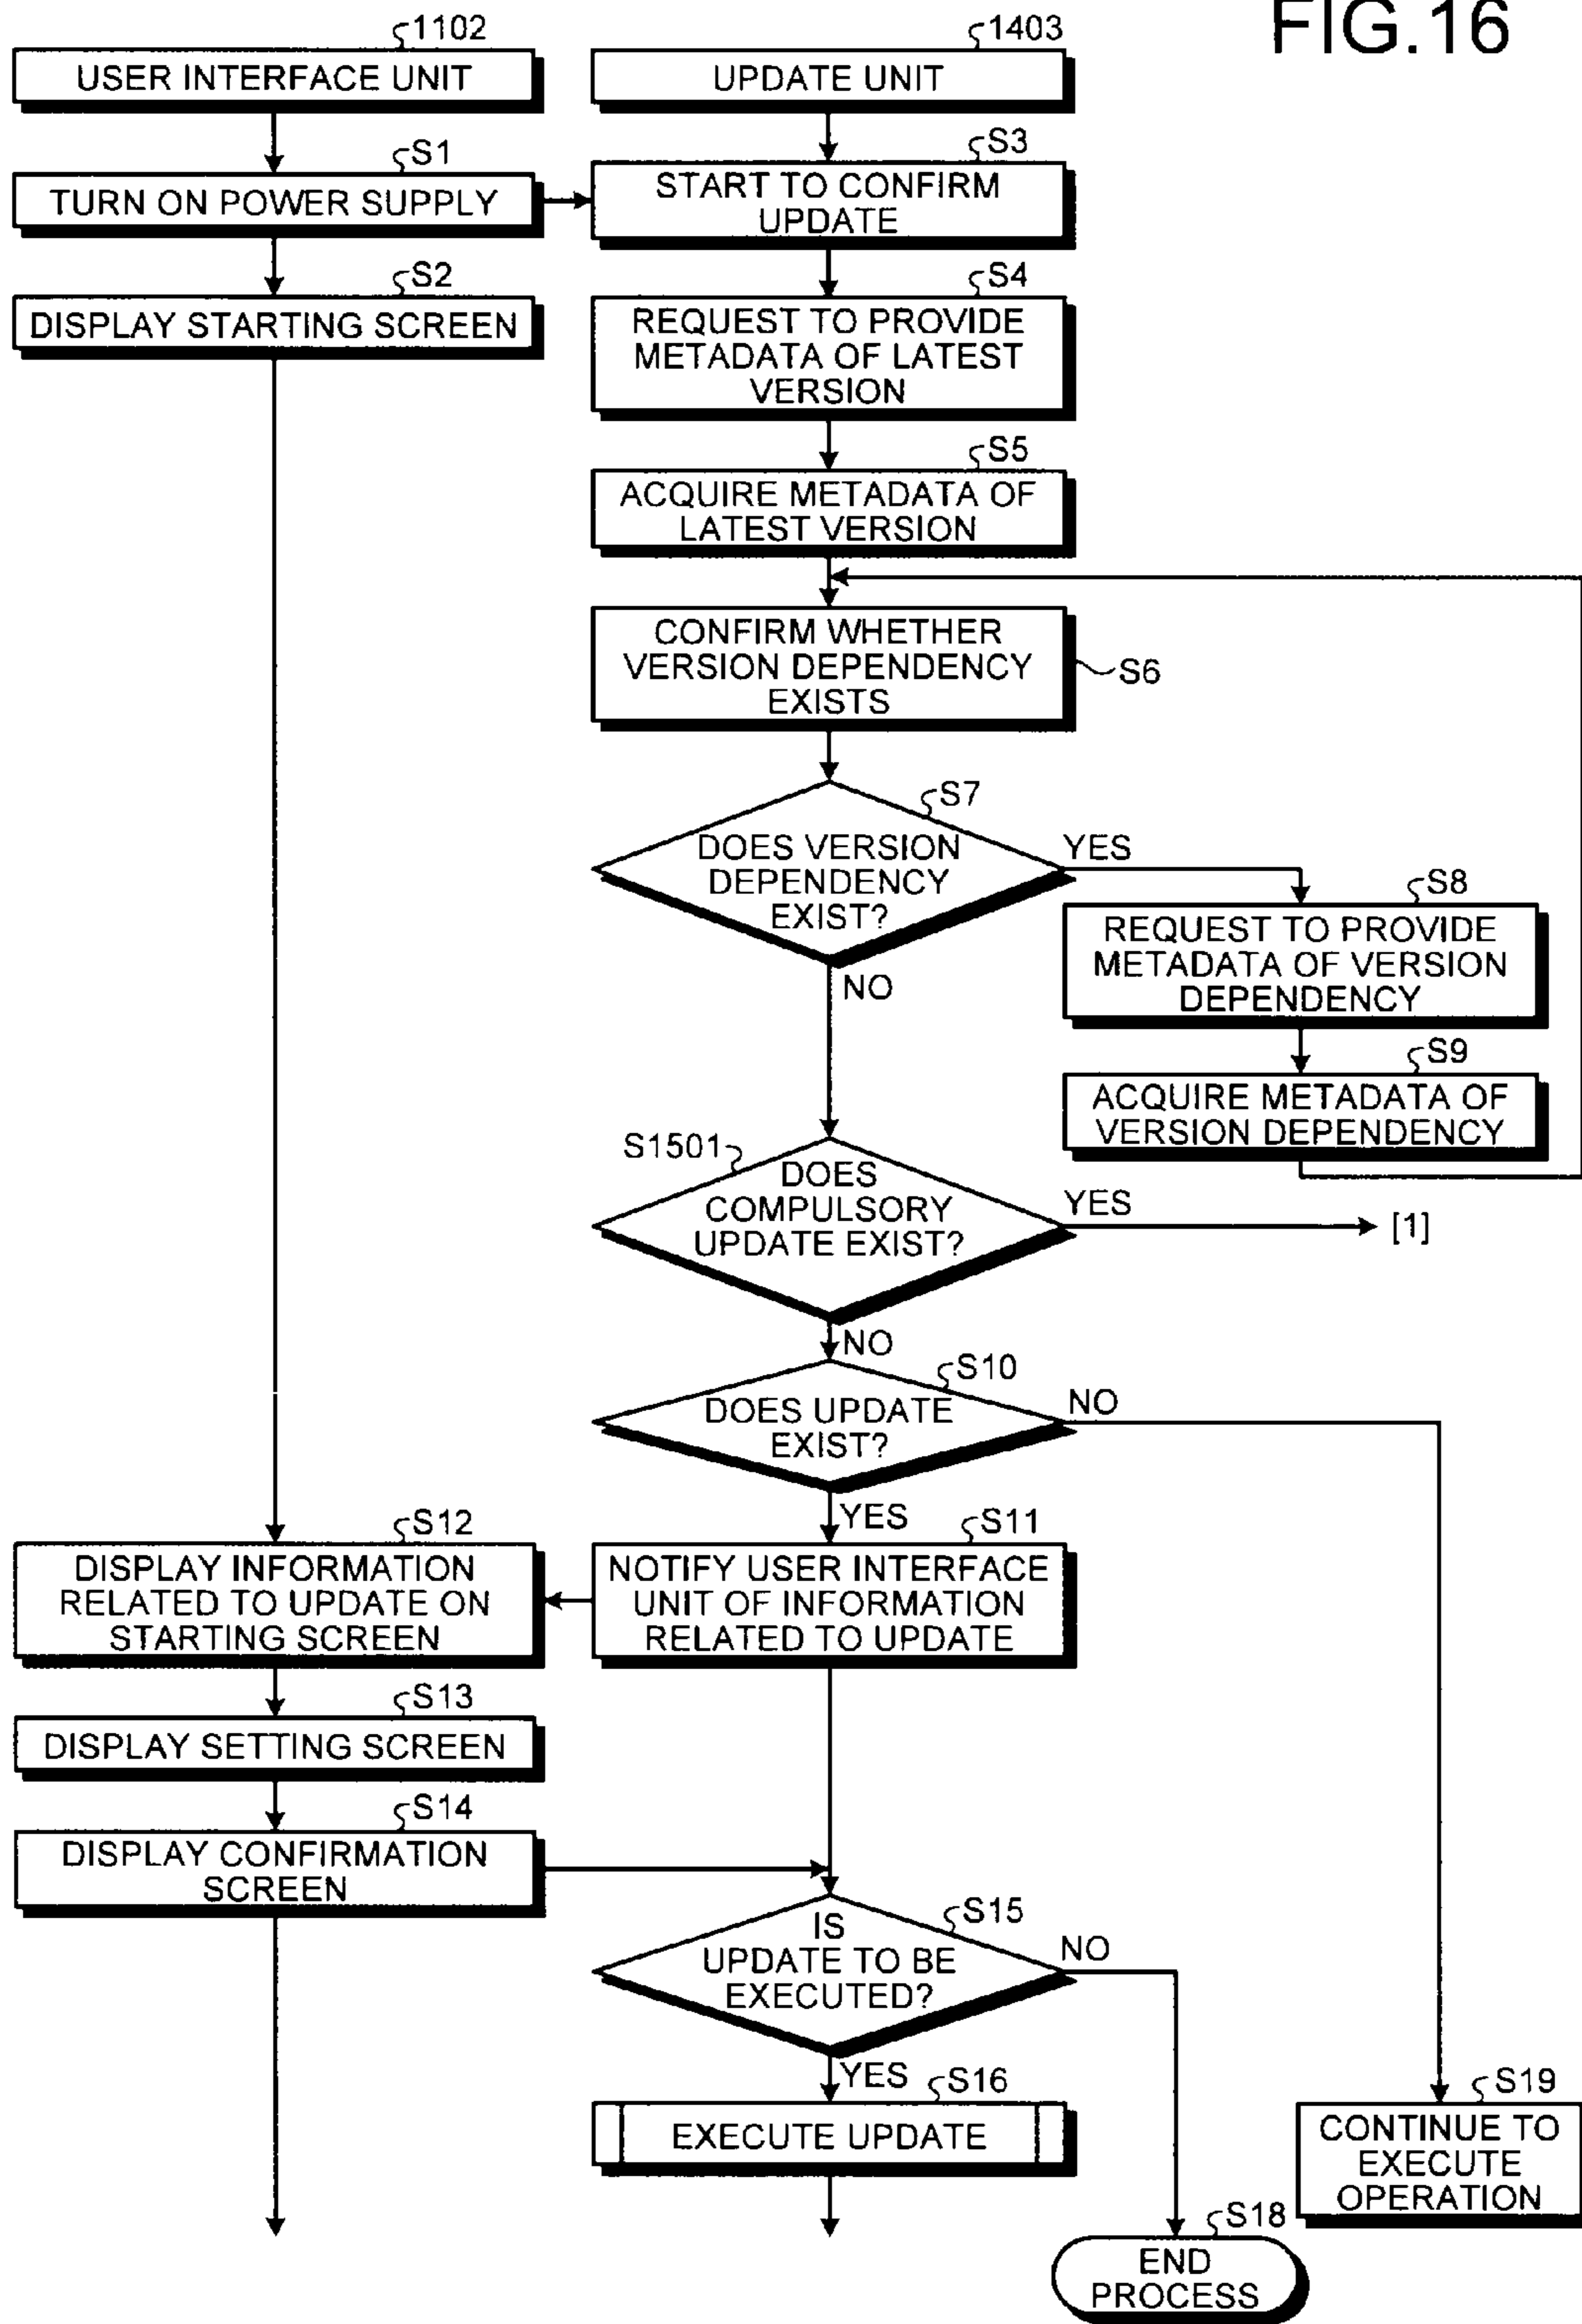 FIG.16
1102
USER INTERFACE UNIT
1403
UPDATE UNIT
S1
TURN ON POWER SUPPLY
S3
START TO CONFIRM
UPDATE
S2
DISPLAY STARTING SCREEN
S4
REQUEST TO PROVIDE
METADATA OF LATEST
VERSION
S5
ACQUIRE METADATA OF
LATEST VERSION
CONFIRM WHETHER
VERSION DEPENDENCY
EXISTS
S6
S7
DOES VERSION
DEPENDENCY
EXIST?
YES
NO
S8
REQUEST TO PROVIDE
METADATA OF VERSION
DEPENDENCY
S9
ACQUIRE METADATA OF
VERSION DEPENDENCY
S1501
DOES
COMPULSORY
UPDATE EXIST?
YES
[1]
NO
S10
DOES UPDATE
EXIST?
NO
YES
S12
DISPLAY INFORMATION
RELATED TO UPDATE ON
STARTING SCREEN
S11
NOTIFY USER INTERFACE
UNIT OF INFORMATION
RELATED TO UPDATE
S13
DISPLAY SETTING SCREEN
S14
DISPLAY CONFIRMATION
SCREEN
S15
IS
UPDATE TO BE
EXECUTED?
NO
YES
S16
EXECUTE UPDATE
S19
CONTINUE TO
EXECUTE
OPERATION
S18
END
PROCESS